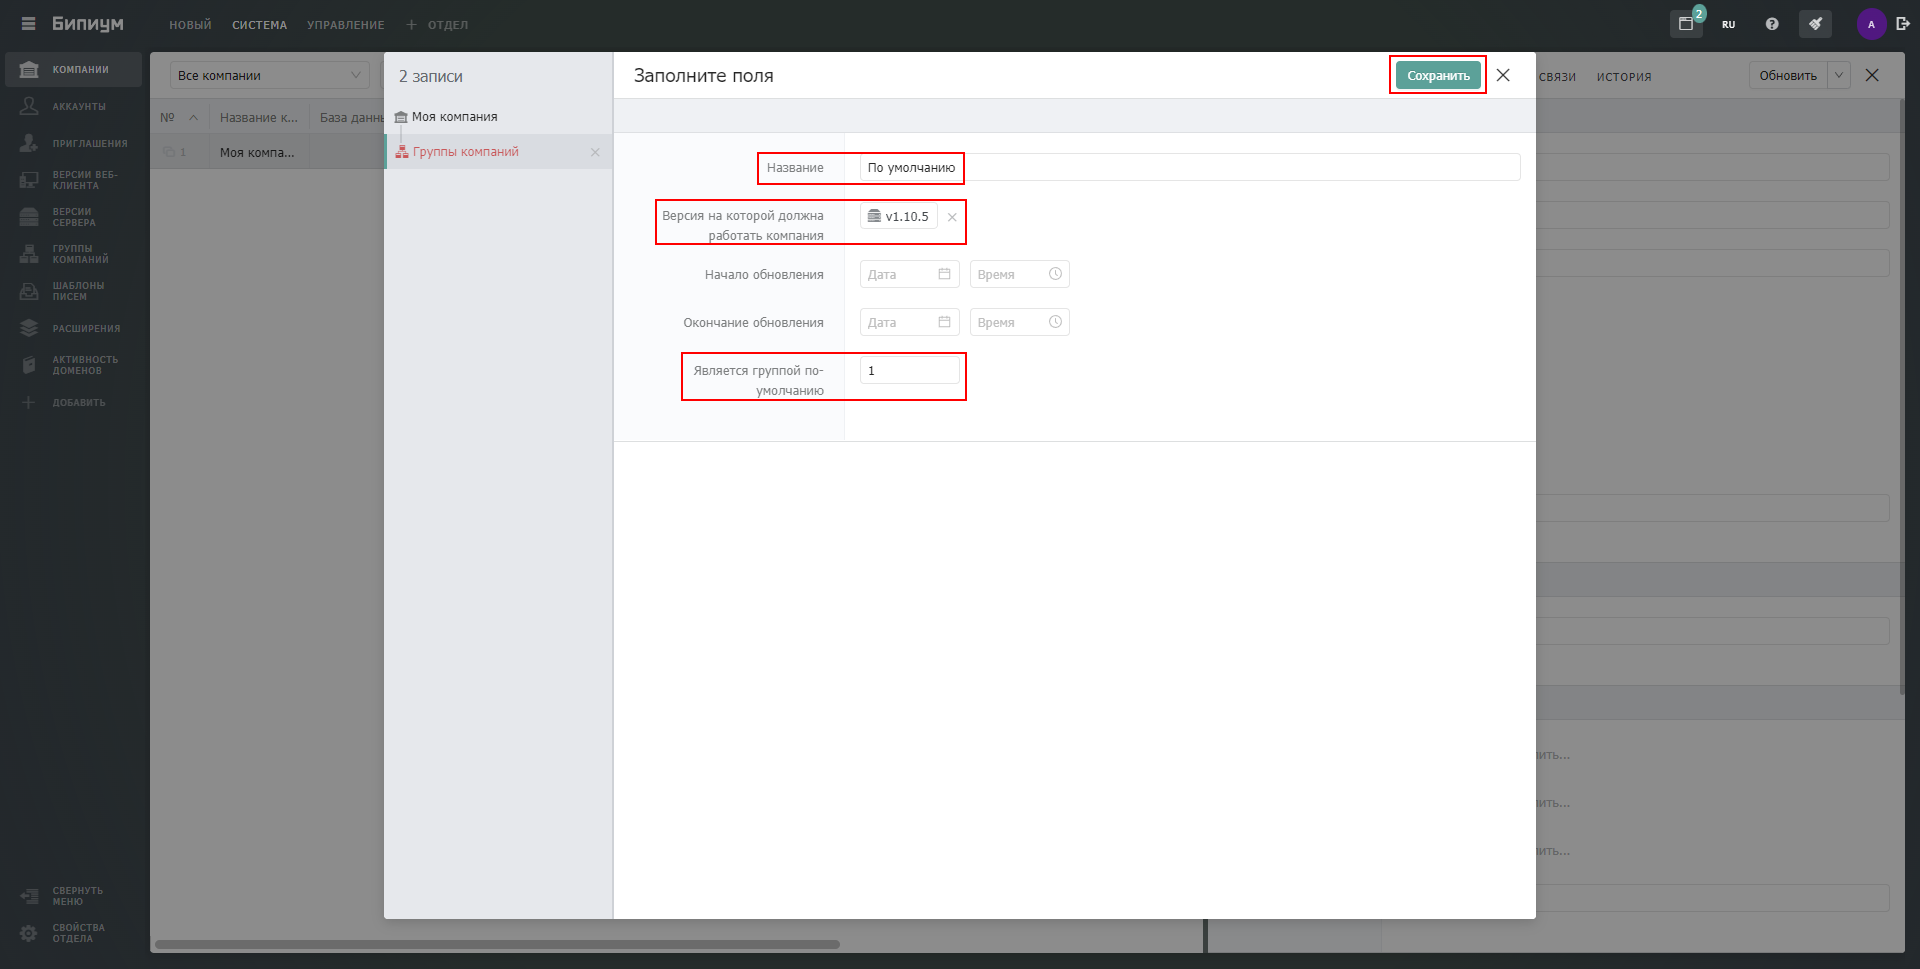 Бипиум
НОВЫЙ
СИСТЕМА
УПРАВЛЕНИЕ
ОТДЕЛ
2
RU
A
КОМПАНИИ
АККАУНТЫ
ПРИГЛАШЕНИЯ
ВЕРСИИ ВЕБ-
КЛИЕНТА
ВЕРСИИ
СЕРВЕРА
ГРУППЫ
КОМПАНИЙ
ШАБЛОНЫ
ПИСЕМ
РАСШИРЕНИЯ
АКТИВНОСТЬ
ДОМЕНОВ
ДОБАВИТЬ
СВЕРНУТЬ
МЕНЮ
СВОЙСТВА
ОТДЕЛА
Все компании
№
Название к...
База данн
1
Моя компа...
2 записи
Моя компания
Группы компаний
Заполните поля
Сохранить
Название
По умолчанию
Версия на которой должна
работать компания
v1.10.5
Начало обновления
Дата
Время
Окончание обновления
Дата
Время
Является группой по-
умолчанию
1
СВЯЗИ
ИСТОРИЯ
Обновить
ить...
ить...
ить...